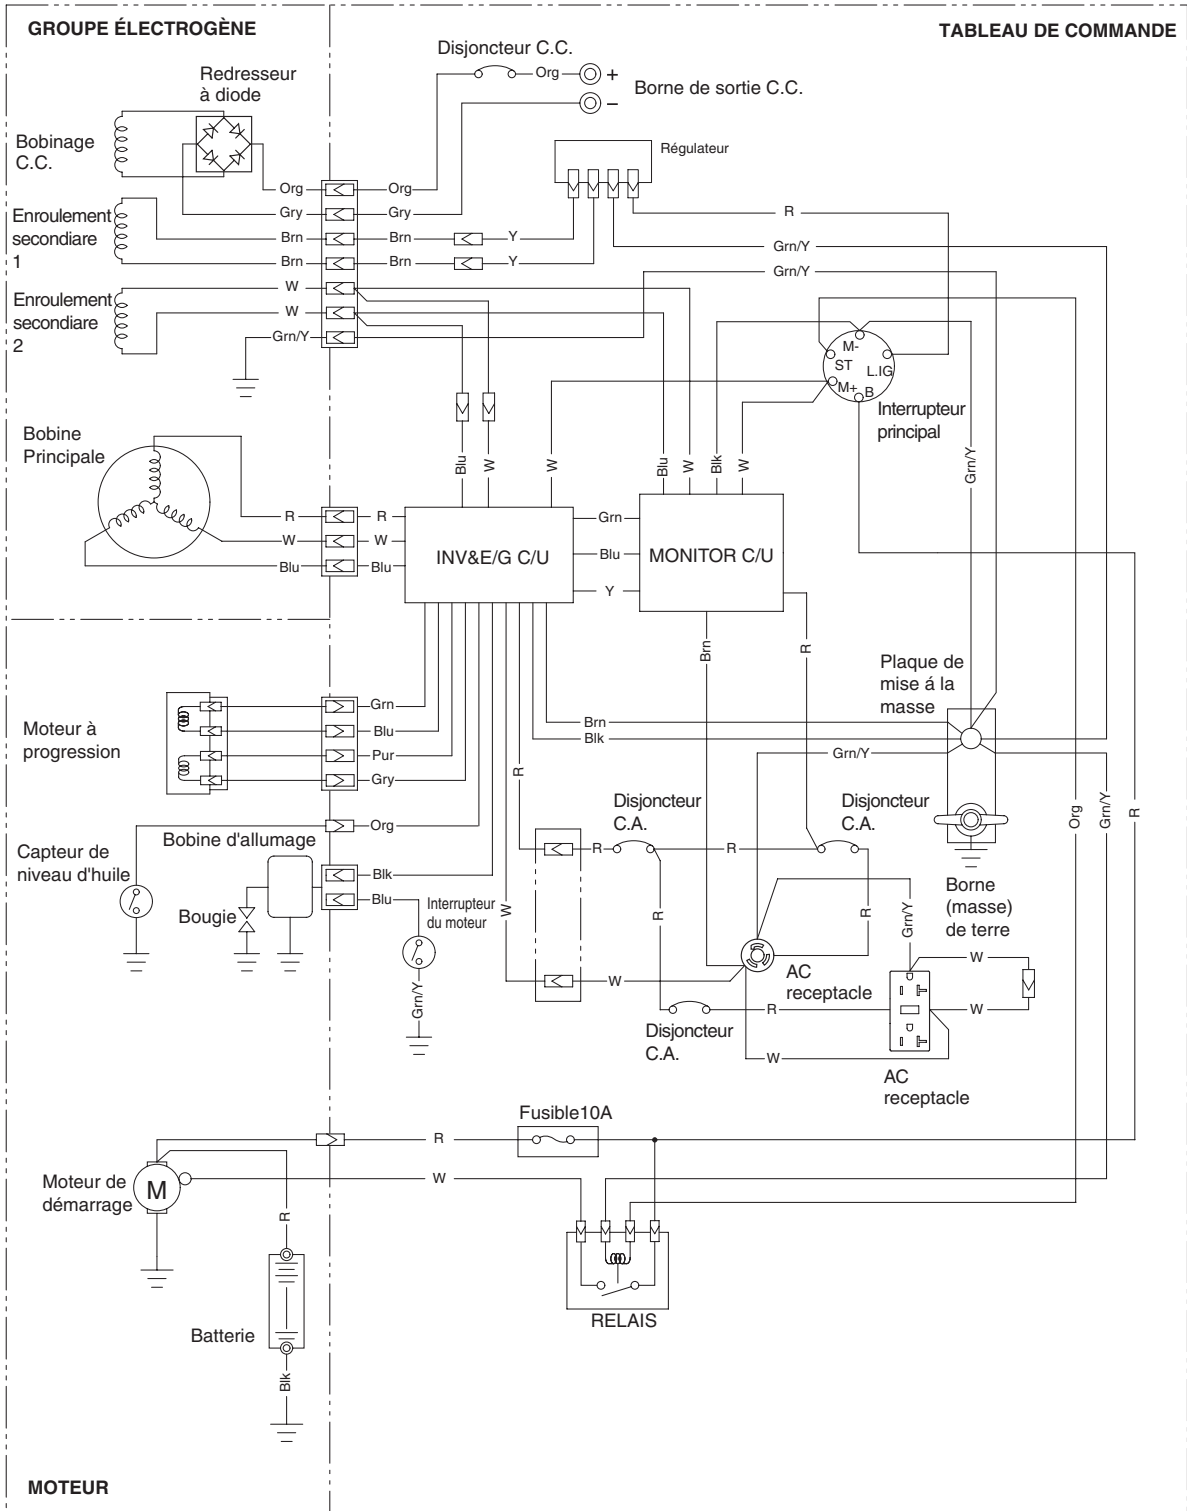 GROUPE ÉLECTROGÈNE
TABLEAU DE COMMANDE
Disjoncteur C.C.
Redresseur
à diode
Org
+
−
Borne de sortie C.C.
Bobinage
C.C.
Régulateur
Org
Org
Gry
Gry
R
Enroulement
secondiare
1
Brn
Brn
Y
Brn
Brn
Y
Grn/Y
Grn/Y
Enroulement
secondiare
2
W
W
Grn/Y
M-
ST
L.IG
M+
B
Interrupteur
principal
Bobine
Principale
Blu
W
W
Blu
W
Blk
W
Grn/Y
R
R
W
W
Blu
Blu
INV&E/G C/U
Grn
Blu
Y
MONITOR C/U
Brn
R
Plaque de
mise á la
masse
Moteur à
progression
Grn
Blu
Pur
Gry
Brn
Blk
Grn/Y
R
Org
Grn/Y
R
Disjoncteur
C.A.
Disjoncteur
C.A.
Org
Bobine d'allumage
Capteur de
niveau d'huile
R
R
Blk
Blu
Bougie
Interrupteur
du moteur
W
R
R
Grn/Y
Borne
(masse)
de terre
Grn/Y
W
AC
receptacle
W
W
R
Disjoncteur
C.A.
W
AC
receptacle
Fusible10A
R
Moteur de
démarrage
M
W
R
RELAIS
Batterie
Blk
MOTEUR